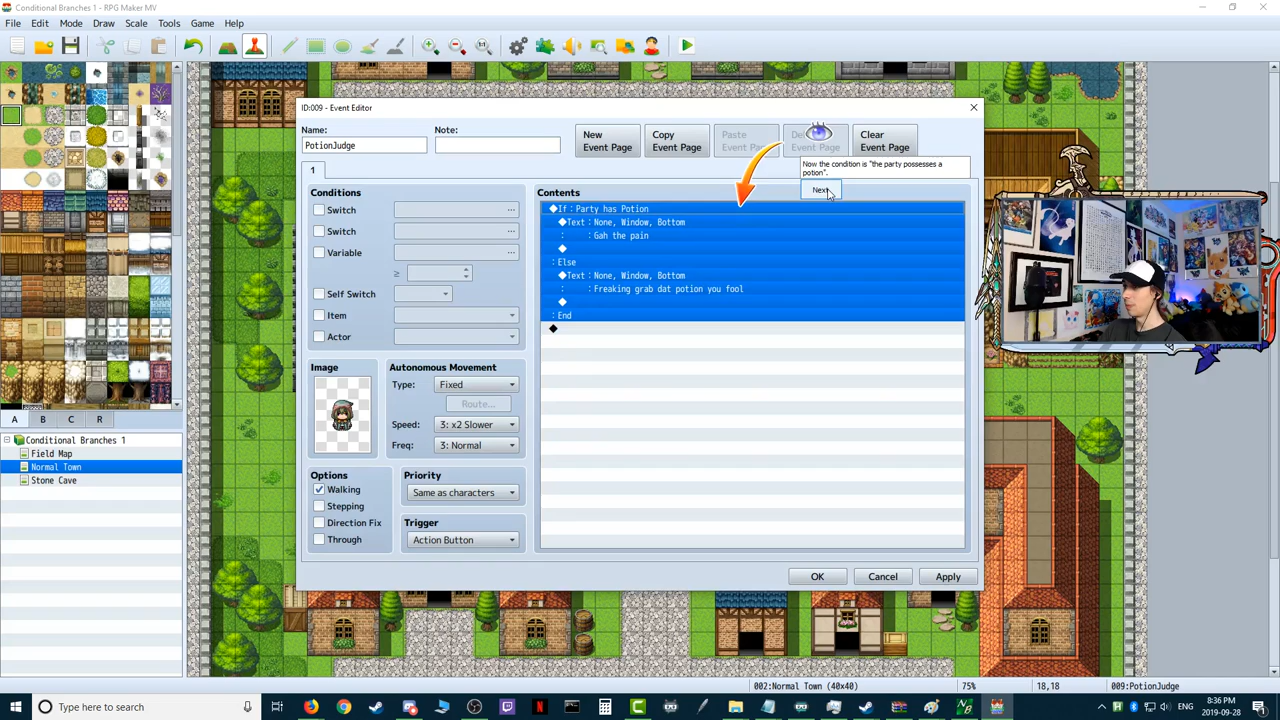 Conditional Branches 1 - RPG Maker MV
File Edit Mode Draw Scale Tools Game Help
1:1
ID:009 - Event Editor
Name:
Note:
PotionJudge
New
Event Page
Copy
Event Page
Paste
Event Page
Event Page
Clear
Event Page
Now the condition is "the party possesses a
potion".
Next
1
Conditions
Switch
Switch
Variable
≥
Self Switch
Item
Actor
Image
Autonomous Movement
Type: Fixed
Route...
Speed: 3: x2 Slower
Freq: 3: Normal
Options
Walking
Stepping
Direction Fix
Through
Priority
Same as characters
Trigger
Action Button
Contents
◆If : Party has Potion
◆Text : None, Window, Bottom
: : Gah the pain
◆
: Else
◆Text : None, Window, Bottom
: : Freaking grab dat potion you fool
◆
: End
◆
OK Cancel Apply
A B C R
Conditional Branches 1
Field Map
Normal Town
Stone Cave
002:Normal Town (40x40) 75% 18,18 009:PotionJudge
Type here to search
ENG
8:36 PM
2019-09-28